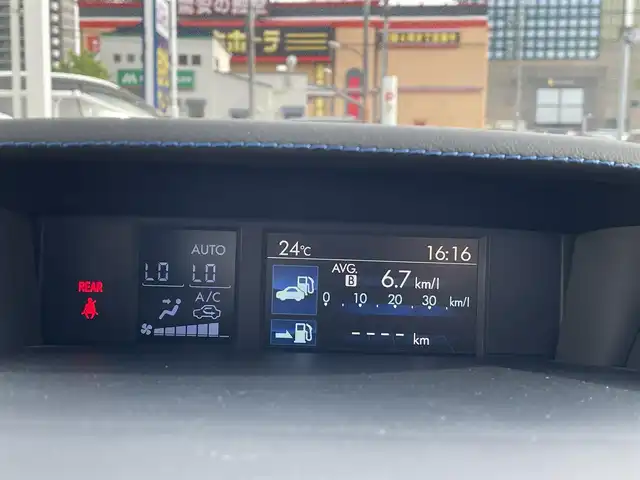 REAR
AUTO
LO LO
A/C
24℃ 16:16
AVG.
B 6.7 km/l
0 10 20 30 km/l
---- km